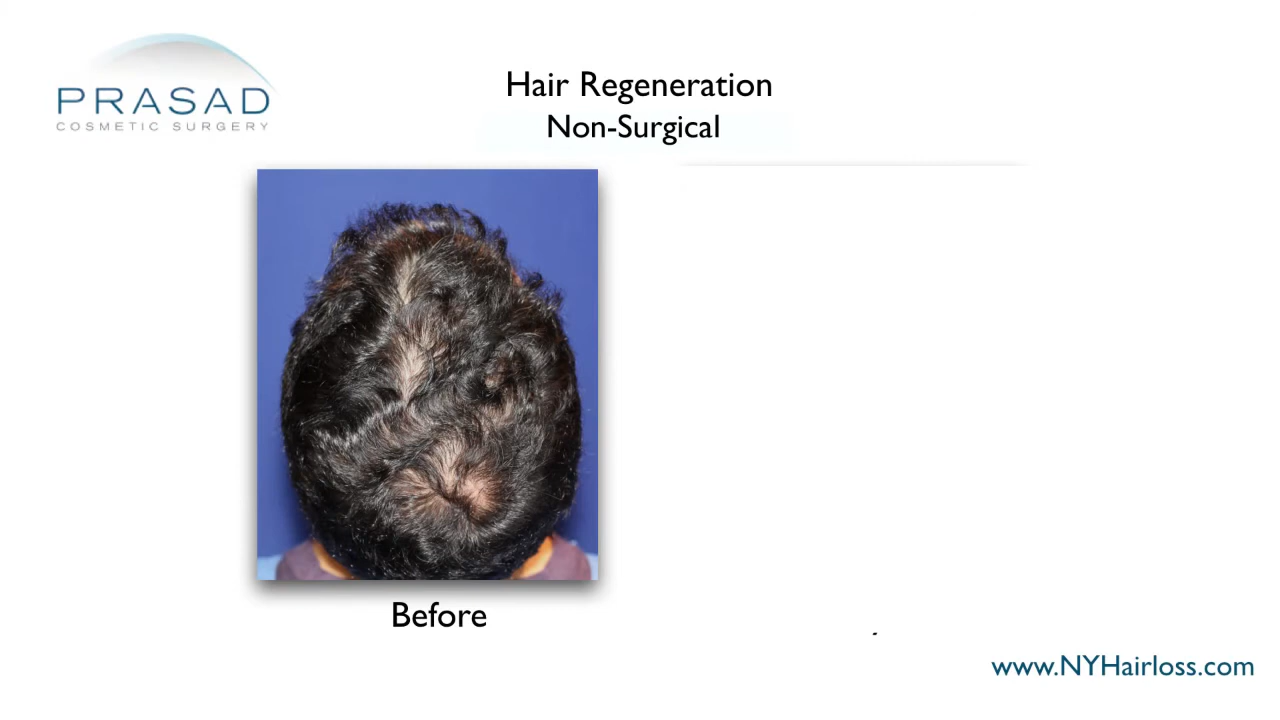 PRASAD
COSMETIC SURGERY
Hair Regeneration
Non-Surgical
Before
www.NYHairloss.com